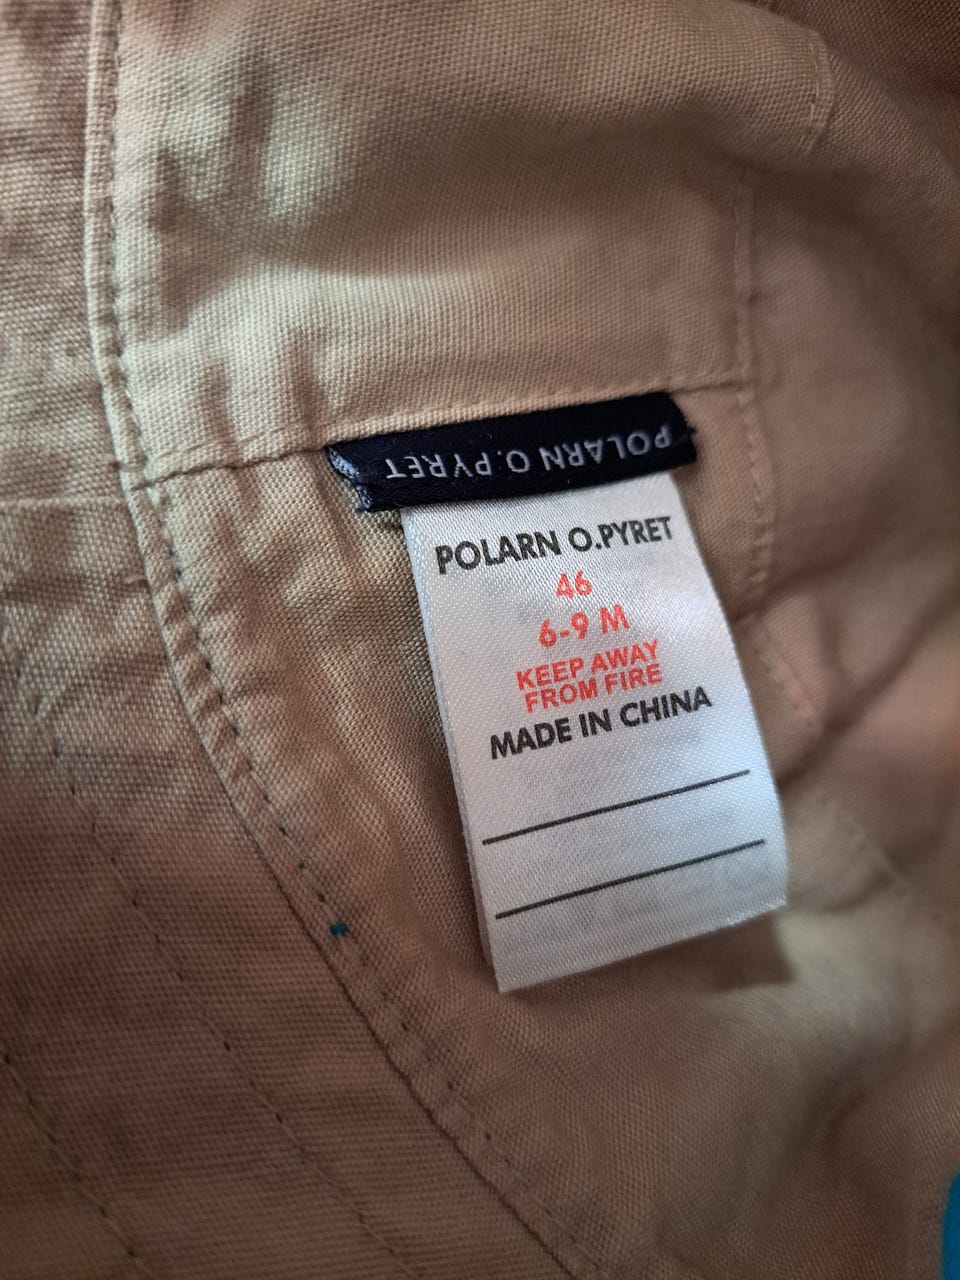 POLARN O.PYRET
POLARN O.PYRET
46
6-9 M
KEEP AWAY
FROM FIRE
MADE IN CHINA